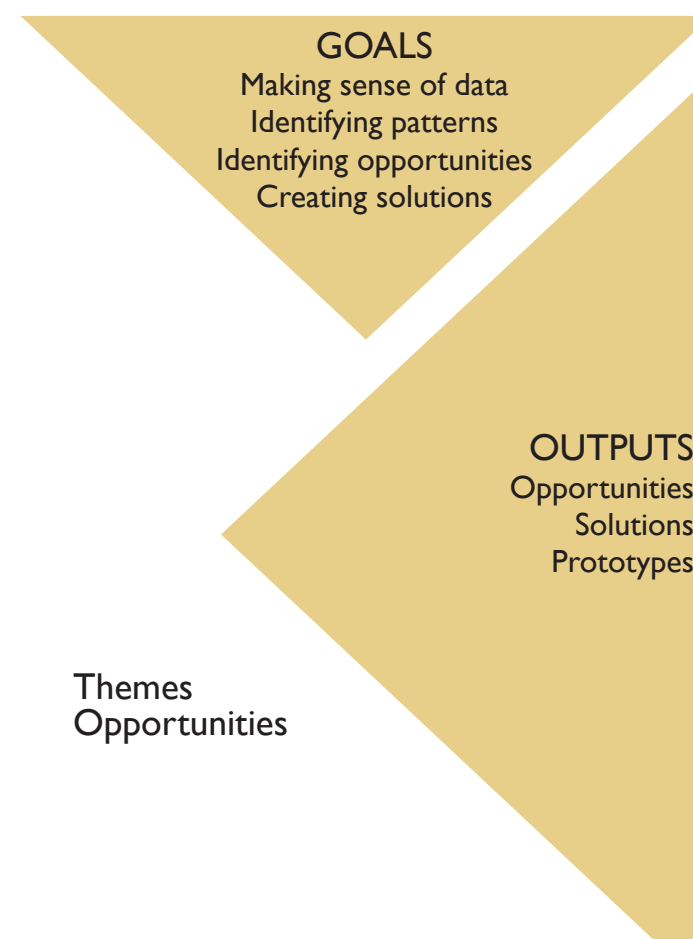 GOALS
Making sense of data
Identifying patterns
Identifying opportunities
Creating solutions
OUTPUTS
Opportunities
Solutions
Prototypes
Themes
Opportunities